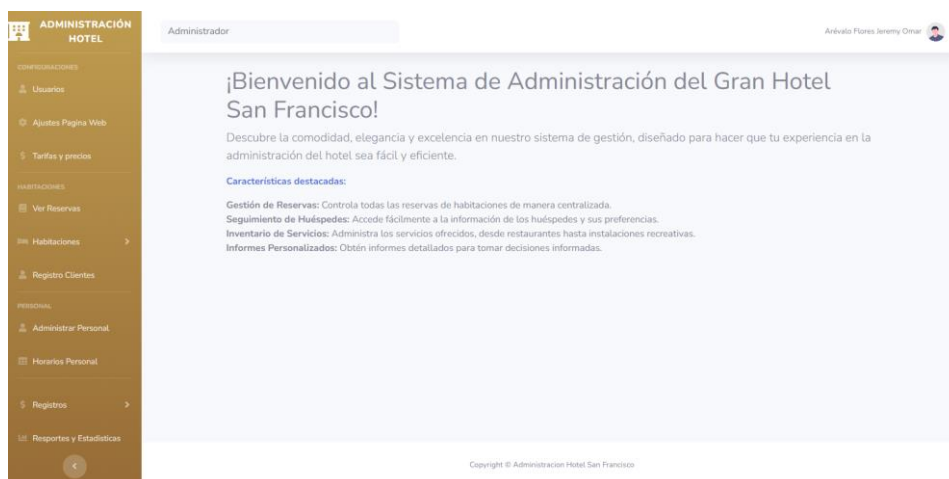 ADMINISTRACIÓN
HOTEL
Administrador
Arévalo Flores Jeremy Omar
CONFIGURACIONES
Usuarios
Ajustes Pagina Web
Tarifas y precios
HABITACIONES
Ver Reservas
Habitaciones
Registro Clientes
PERSONAL
Administrar Personal
Horarios Personal
Registros
Resportes y Estadisticas
¡Bienvenido al Sistema de Administración del Gran Hotel
San Francisco!
Descubre la comodidad, elegancia y excelencia en nuestro sistema de gestión, diseñado para hacer que tu experiencia en la
administración del hotel sea fácil y eficiente.
Características destacadas:
Gestión de Reservas: Controla todas las reservas de habitaciones de manera centralizada.
Seguimiento de Huéspedes: Accede fácilmente a la información de los huéspedes y sus preferencias.
Inventario de Servicios: Administra los servicios ofrecidos, desde restaurantes hasta instalaciones recreativas.
Informes Personalizados: Obtén informes detallados para tomar decisiones informadas.
Copyright © Administracion Hotel San Francisco